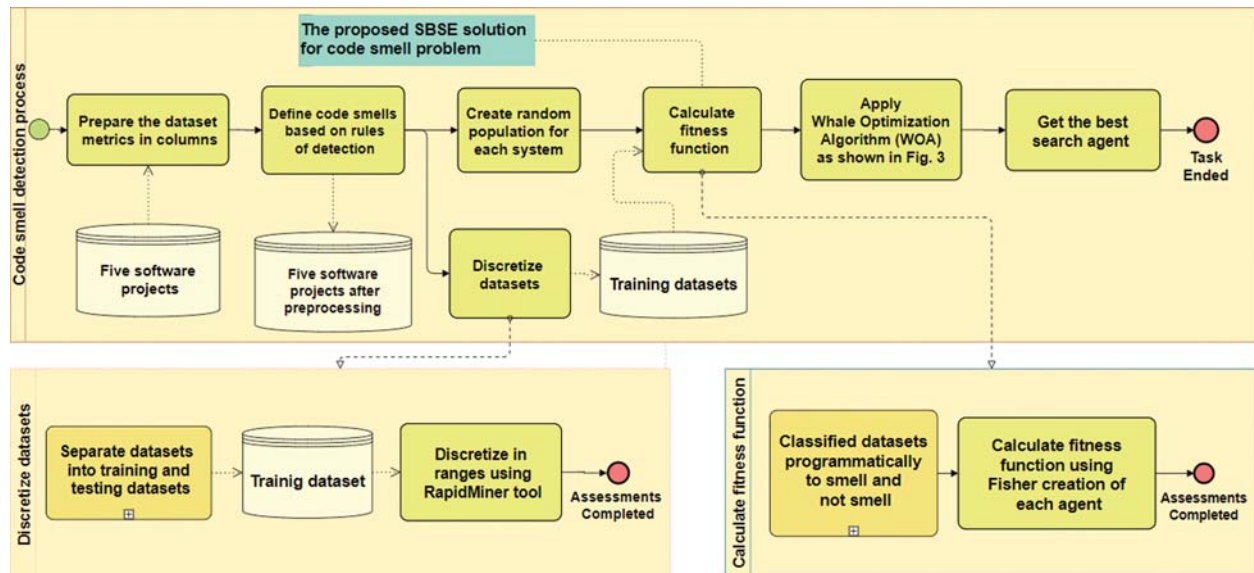 The proposed SBSE solution
for code smell problem
Code smell detection process
Prepare the dataset
metrics in columns
Define code smells
based on rules
of detection
Create random
population for
each system
Calculate
fitness
function
Apply
Whale Optimization
Algorithm (WOA)
as shown in Fig. 3
Get the best
search agent
Task
Ended
Five software
projects
Five software
projects after
preprocessing
Discretize
datasets
Training datasets
Discretize datasets
Separate datasets
into training and
testing datasets
Trainig dataset
Discretize in
ranges using
RapidMiner tool
Assessments
Completed
Calculate fitness function
Classified datasets
programmatically
to smell and
not smell
Calculate fitness
function using
Fisher creation of
each agent
Assessments
Completed